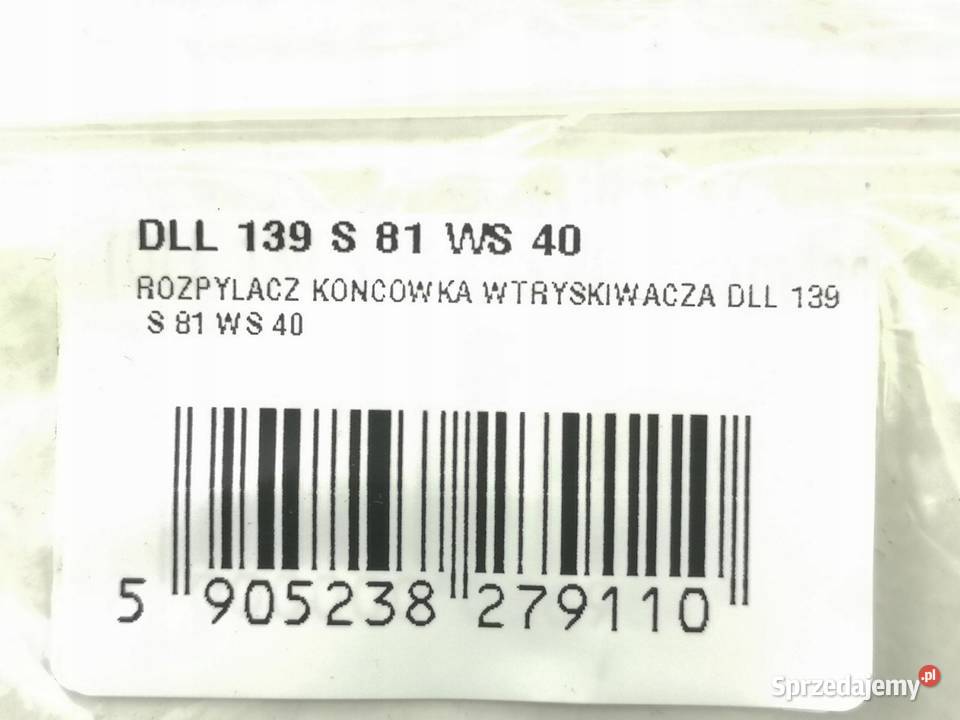 DLL 139 S 81 WS 40
ROZPYLACZ KONCOWKA WTRYSKIWACZA DLL 139
S 81 WS 40
5 905238 279110
Sprzedajemy.pl